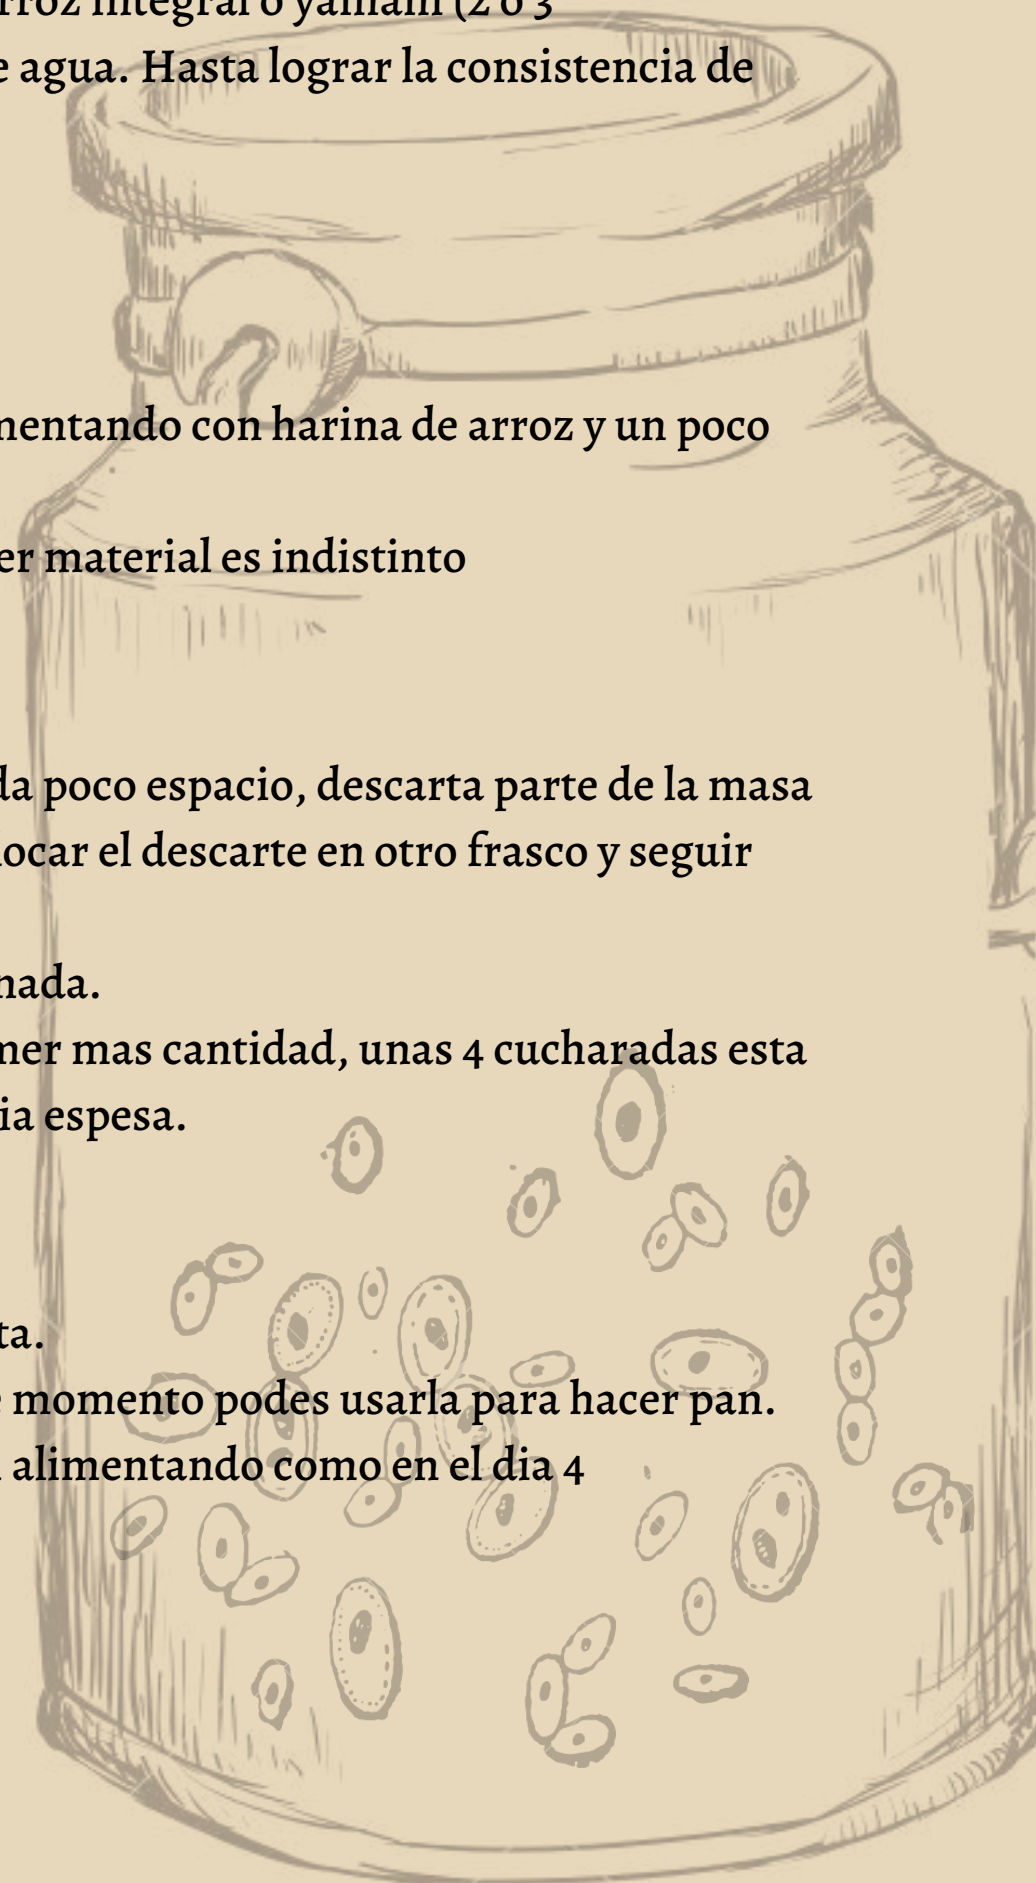 rroz integral o yamaní (2 o 3
e agua. Hasta lograr la consistencia de
mentando con harina de arroz y un poco
er material es indistinto
da poco espacio, descarta parte de la masa
locar el descarte en otro frasco y seguir
nada.
mer mas cantidad, unas 4 cucharadas esta
ia espesa.
ta.
e momento podes usarla para hacer pan.
alimentando como en el dia 4